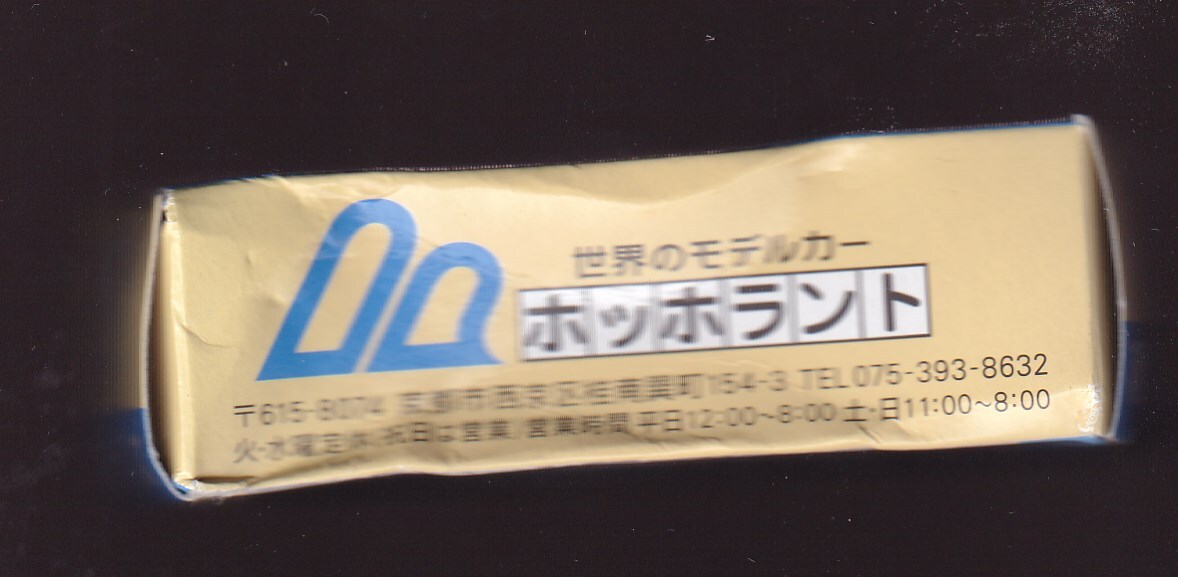 世界のモデルカー
ホッホラント
〒615-8074 京都市西京区桂南巽町154-3 TEL 075-393-8632
火・水曜定休/祝日は営業/営業時間 平日12:00~8:00 土・日11:00~8:00